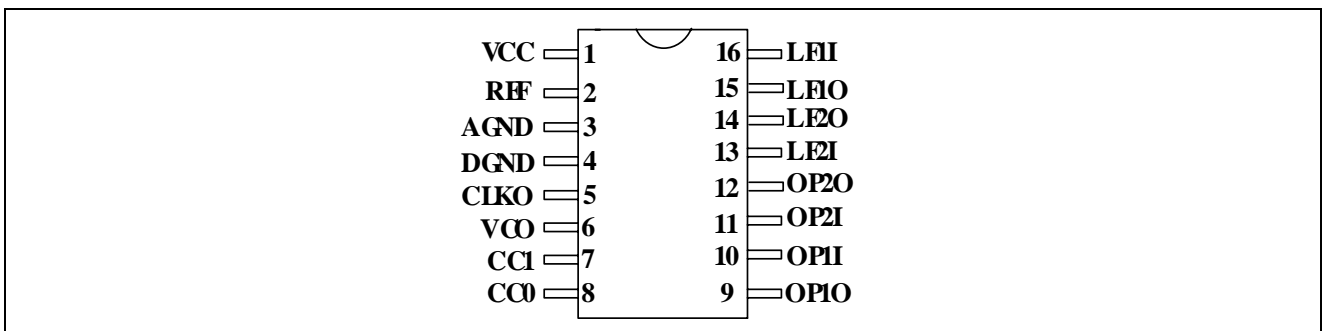 VCC 1 16 LF1I
REF 2 15 LF1O
AGND 3 14 LF2O
DGND 4 13 LF2I
CLKO 5 12 OP2O
VCO 6 11 OP2I
CC1 7 10 OP1I
CC0 8 9 OP1O